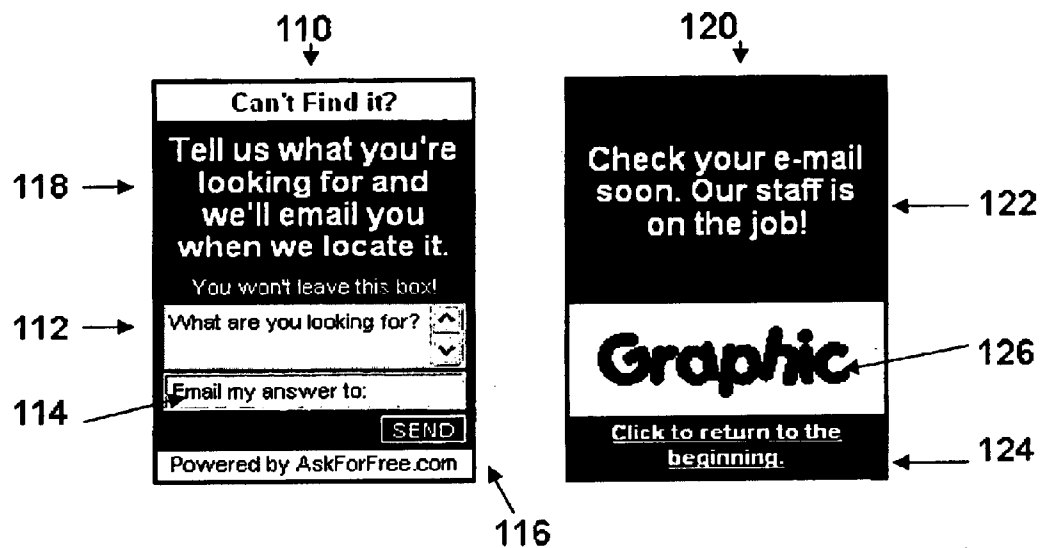 110
120
Can't Find it?
Tell us what you're
looking for and
we'll email you
when we locate it.
You won't leave this box!
What are you looking for?
Email my answer to:
SEND
Powered by AskForFree.com
118
112
114
116
Check your e-mail
soon. Our staff is
on the job!
Graphic
Click to return to the
beginning.
122
126
124